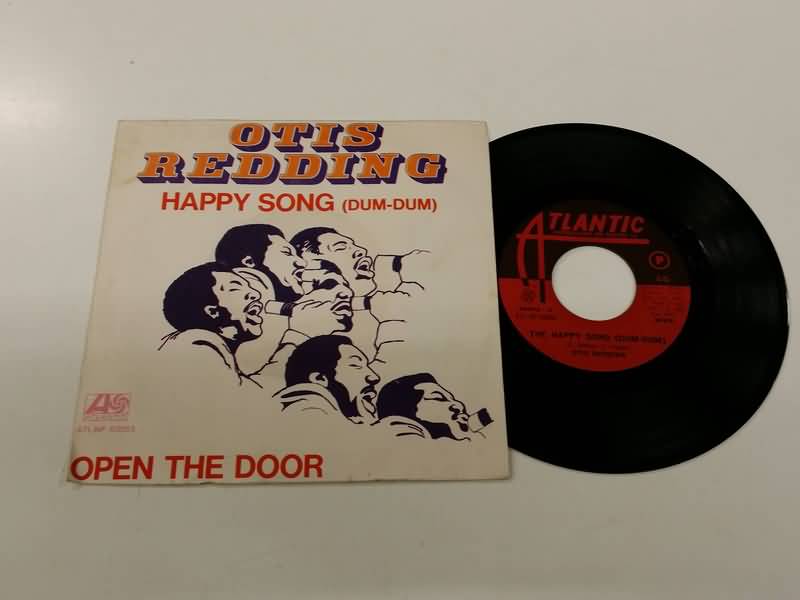 OTIS
REDDING
HAPPY SONG (DUM-DUM)
OPEN THE DOOR
ATLANTIC
P
THE HAPPY SONG (DUM-DUM)
OTIS REDDING